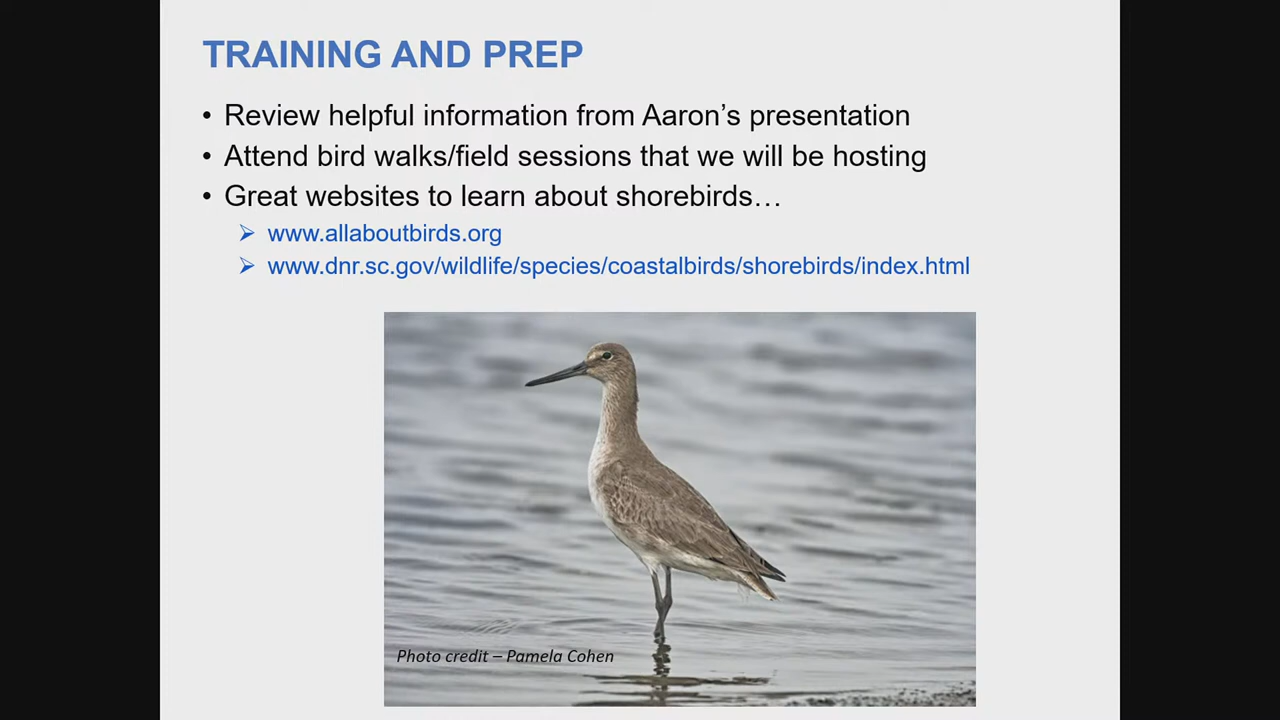 TRAINING AND PREP
• Review helpful information from Aaron’s presentation
• Attend bird walks/field sessions that we will be hosting
• Great websites to learn about shorebirds…
➢ www.allaboutbirds.org
➢ www.dnr.sc.gov/wildlife/species/coastalbirds/shorebirds/index.html
Photo credit – Pamela Cohen